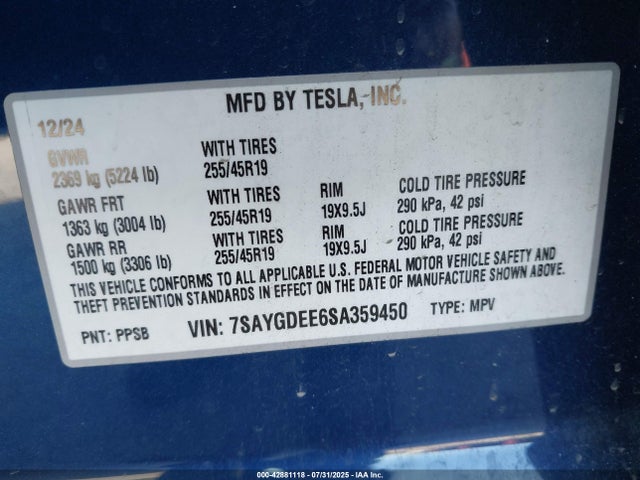 MFD BY TESLA, INC.
12/24
GVWR
2369 kg (5224 lb)
WITH TIRES
255/45R19
GAWR FRT
1363 kg (3004 lb)
WITH TIRES
255/45R19
RIM
19X9.5J
COLD TIRE PRESSURE
290 kPa, 42 psi
GAWR RR
1500 kg (3306 lb)
WITH TIRES
255/45R19
RIM
19X9.5J
COLD TIRE PRESSURE
290 kPa, 42 psi
THIS VEHICLE CONFORMS TO ALL APPLICABLE U.S. FEDERAL MOTOR VEHICLE SAFETY AND
THEFT PREVENTION STANDARDS IN EFFECT ON THE DATE OF MANUFACTURE SHOWN ABOVE.
PNT: PPSB VIN: 7SAYGDEE6SA359450 TYPE: MPV
000-42881118 - 07/31/2025 - IAAI.COM